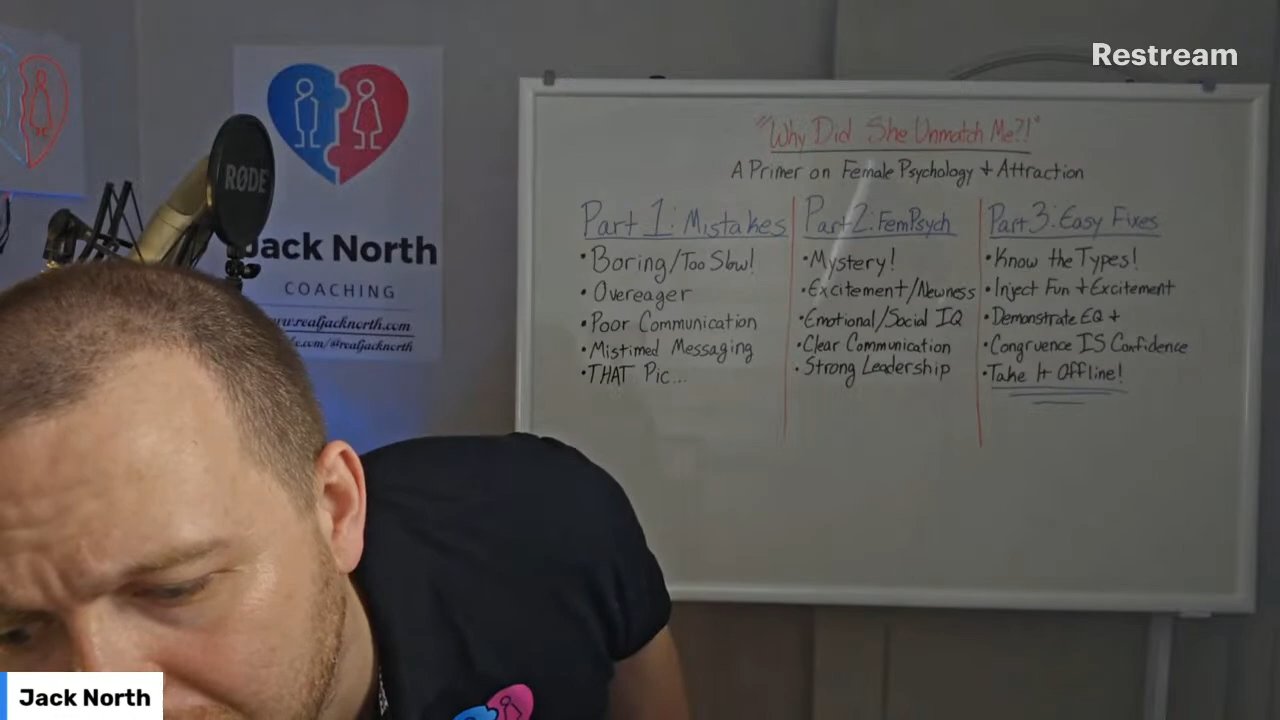 Restream
RØDE
Jack North
COACHING
www.realjacknorth.com
/@realjacknorth
"Why Did She Unmatch Me?!"
A Primer on Female Psychology + Attraction
Part 1: Mistakes
• Boring/Too Slow!
• Overeager
• Poor Communication
• Mistimed Messaging
• THAT Pic...
Part 2: FemPsych
• Mystery!
• Excitement/Newness
• Emotional/Social IQ
• Clear Communication
• Strong Leadership
Part 3: Easy Fixes
• Know the Types!
• Inject Fun + Excitement
• Demonstrate EQ +
• Congruence IS Confidence
• Take It Offline!
Jack North